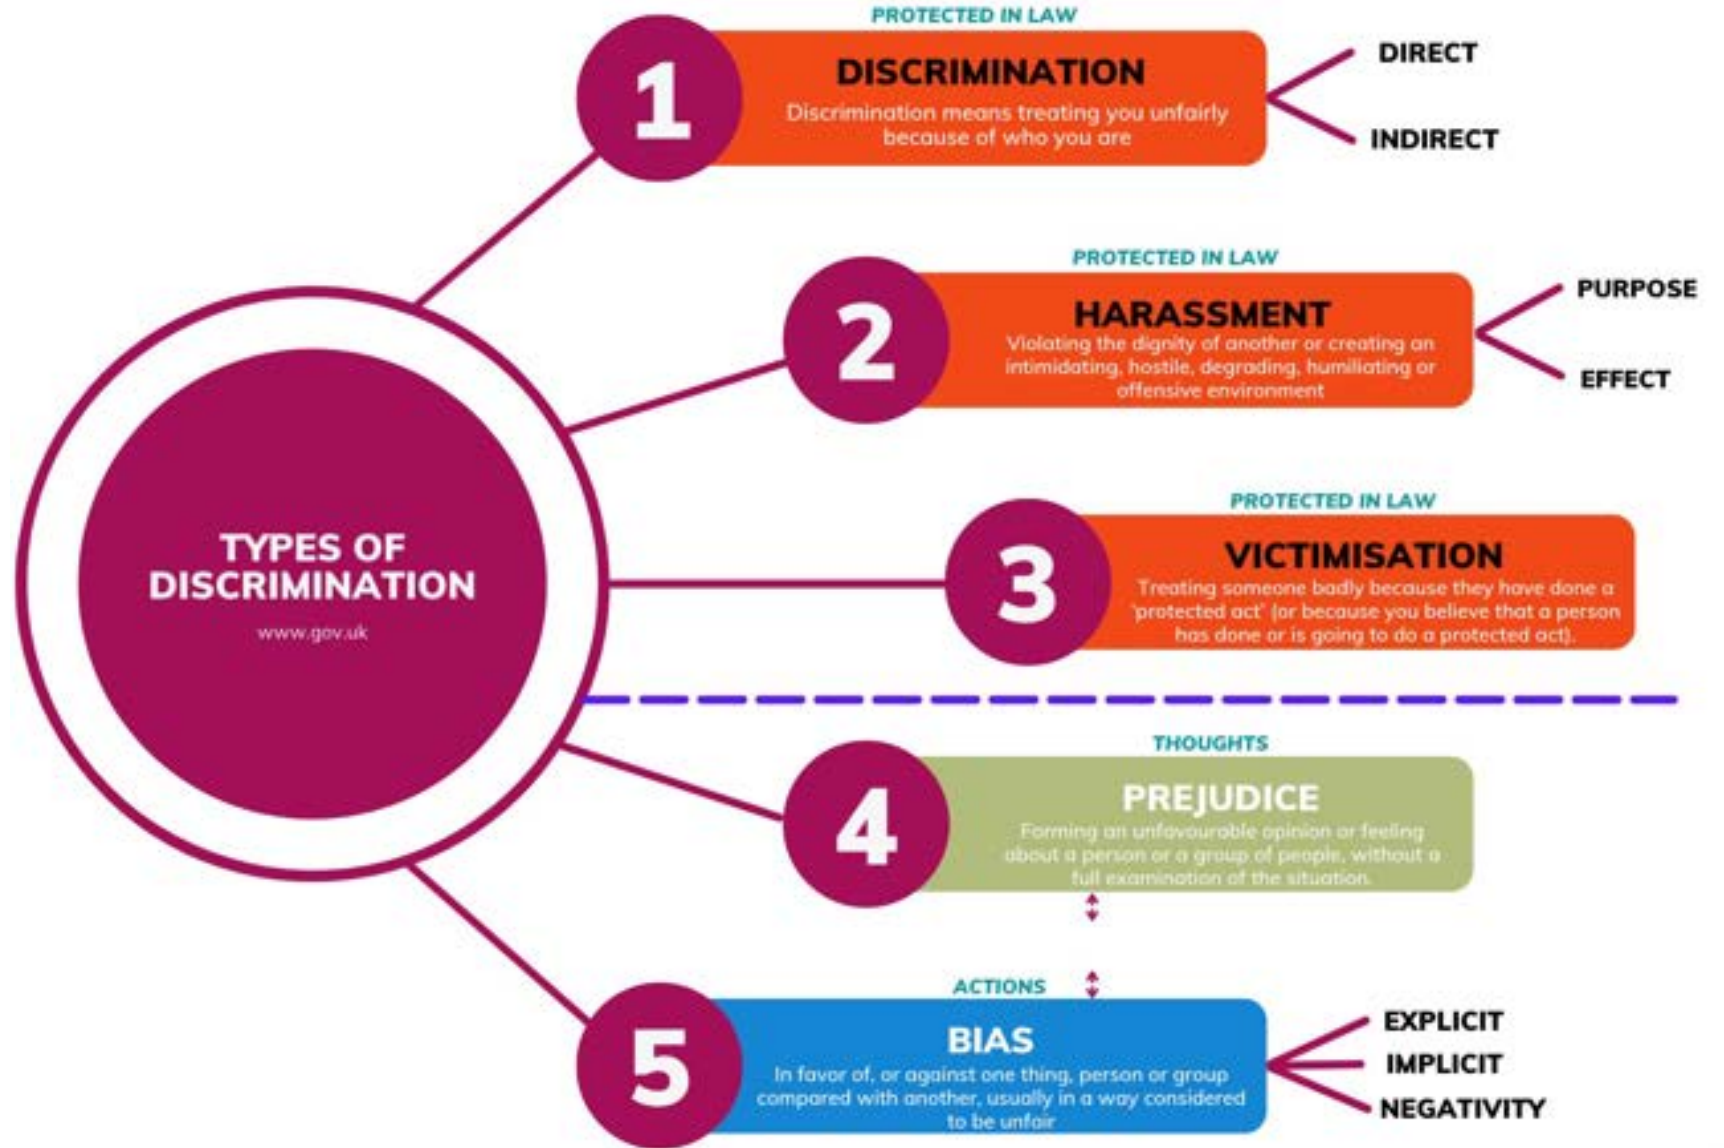 TYPES OF
DISCRIMINATION
www.gov.uk
PROTECTED IN LAW
1
DISCRIMINATION
Discrimination means treating you unfairly
because of who you are
DIRECT
INDIRECT
PROTECTED IN LAW
2
HARASSMENT
Violating the dignity of another or creating an
intimidating, hostile, degrading, humiliating or
offensive environment
PURPOSE
EFFECT
PROTECTED IN LAW
3
VICTIMISATION
Treating someone badly because they have done a
'protected act' (or because you believe that a person
has done or is going to do a protected act).
THOUGHTS
4
PREJUDICE
Forming an unfavourable opinion or feeling
about a person or a group of people, without a
full examination of the situation.
ACTIONS
5
BIAS
In favor of, or against one thing, person or group
compared with another, usually in a way considered
to be unfair
EXPLICIT
IMPLICIT
NEGATIVITY